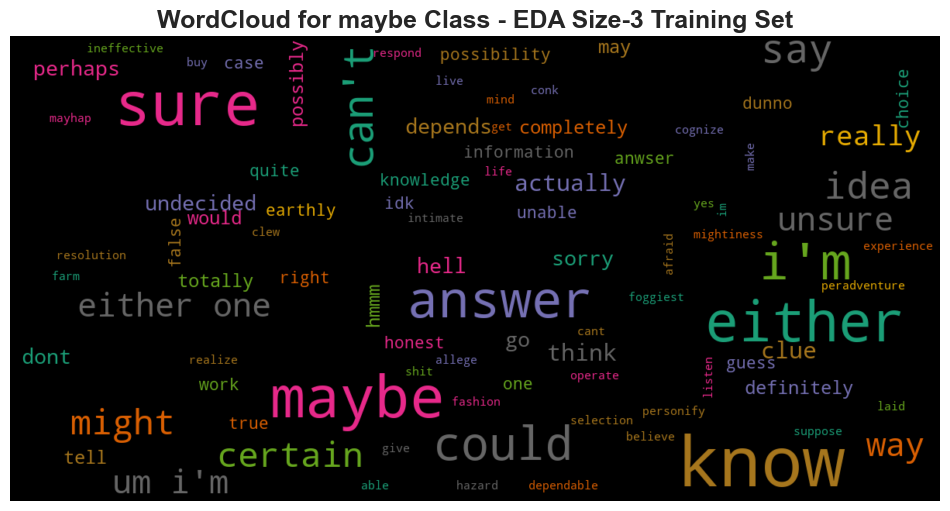 WordCloud for maybe Class - EDA Size-3 Training Set
ineffective
perhaps
buy
case
possibly
can't
respond
possibility
may
say
sure
mayhap
live
mind
conk
dunno
choice
depends
get
completely
cognize
really
information
anwser
make
quite
knowledge
life
actually
idea
undecided
would
earthly
idk
intimate
unable
yes
im
unsure
false
clew
mightiness
experience
resolution
farm
totally
right
hell
sorry
afraid
i'm
peradventure
either one
hmmm
answer
foggiest
either
dont
honest
go
cant
think
clue
realize
allege
guess
work
shit
one
operate
listen
definitely
maybe
fashion
might
true
selection
personify
laid
tell
certain
give
could
believe
suppose
know
way
um i'm
able
hazard
dependable